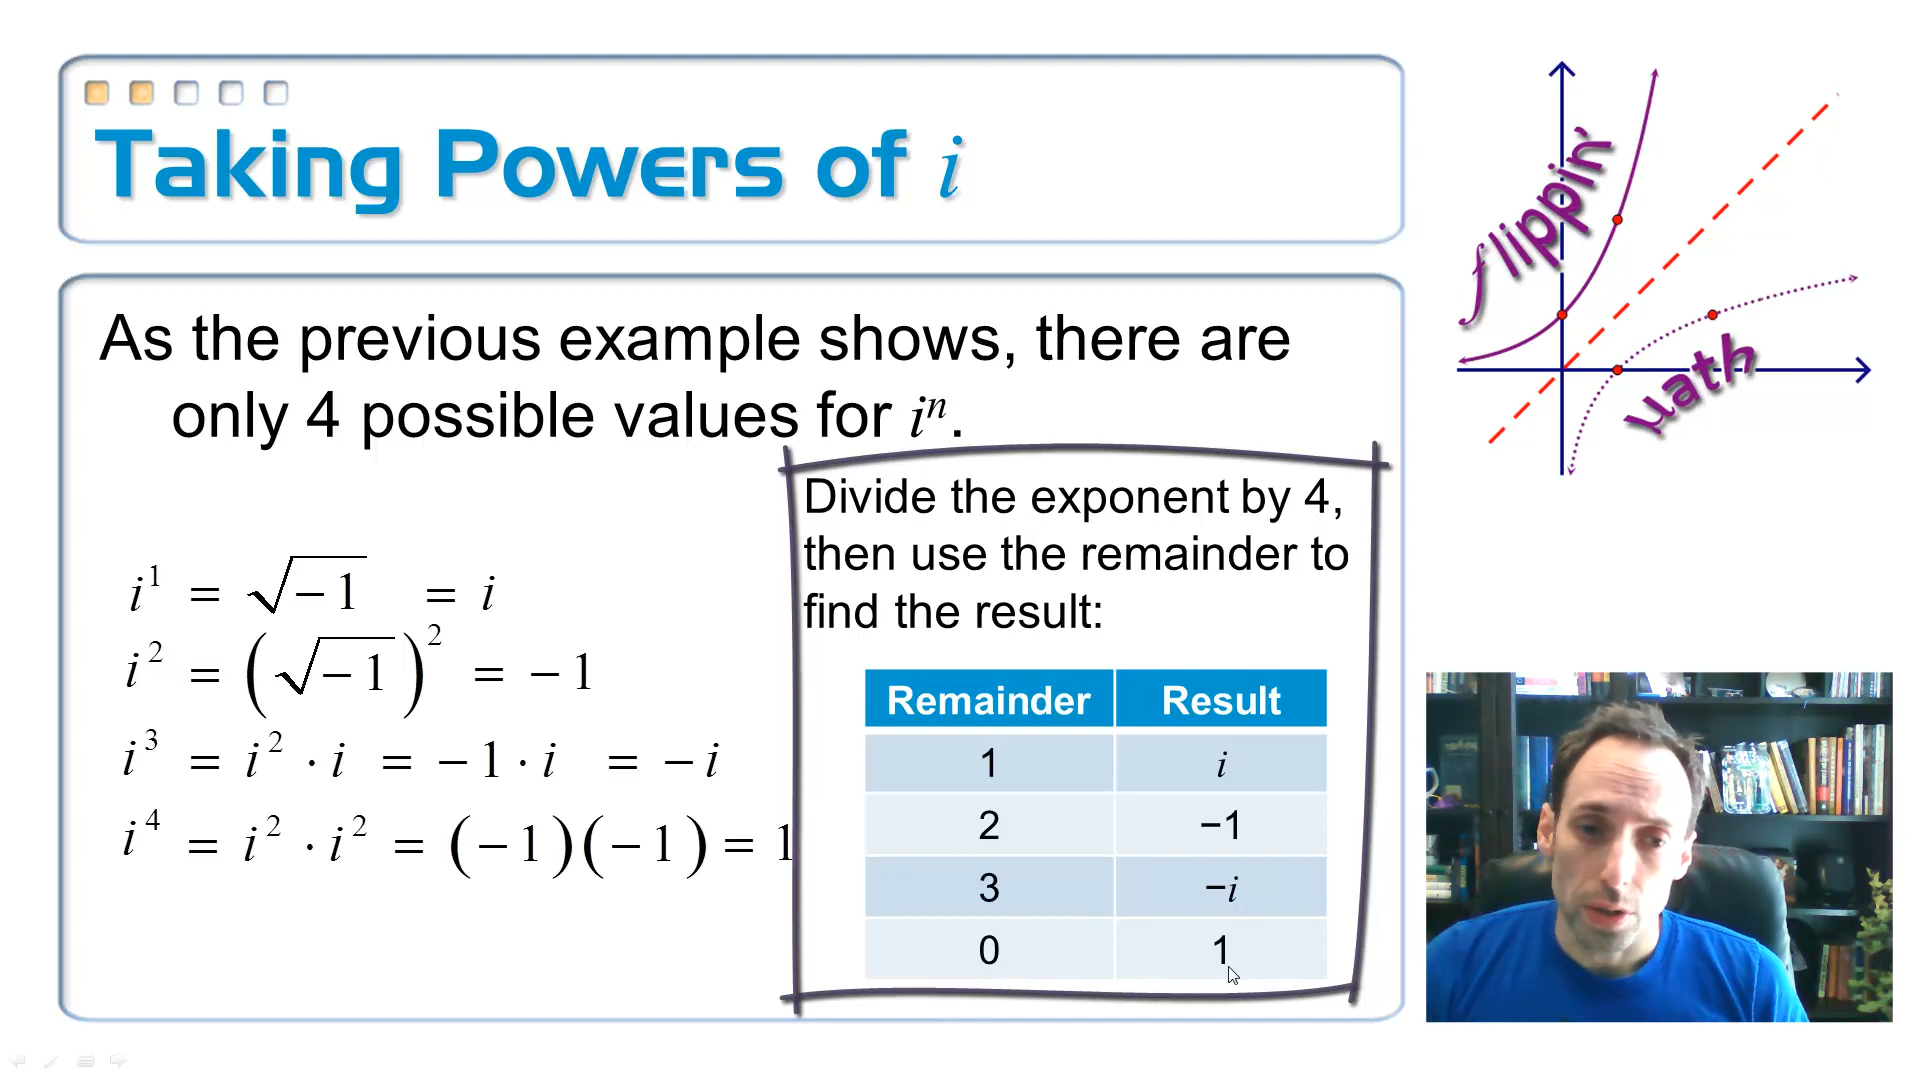 Taking Powers of i
As the previous example shows, there are
only 4 possible values for iⁿ.
i¹ = √−1 = i
i² = (√−1)² = −1
i³ = i² · i = −1 · i = −i
i⁴ = i² · i² = (−1)(−1) = 1
Divide the exponent by 4,
then use the remainder to
find the result:
Remainder Result
1 i
2 −1
3 −i
0 1
flippin'
μath